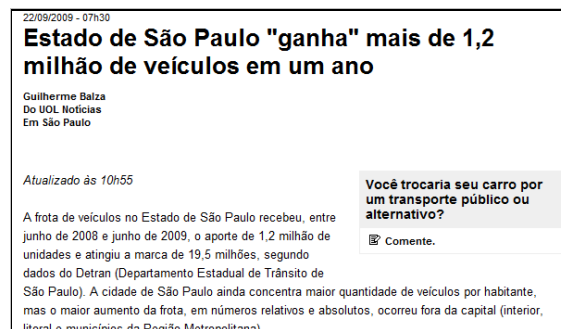 22/09/2009 - 07h30
Estado de São Paulo "ganha" mais de 1,2
milhão de veículos em um ano
Guilherme Balza
Do UOL Notícias
Em São Paulo
Atualizado às 10h55
Você trocaria seu carro por
um transporte público ou
alternativo?
Comente.
A frota de veículos no Estado de São Paulo recebeu, entre
junho de 2008 e junho de 2009, o aporte de 1,2 milhão de
unidades e atingiu a marca de 19,5 milhões, segundo
dados do Detran (Departamento Estadual de Trânsito de
São Paulo). A cidade de São Paulo ainda concentra maior quantidade de veículos por habitante,
mas o maior aumento da frota, em números relativos e absolutos, ocorreu fora da capital (interior,
litoral e municípios da Região Metropolitana)